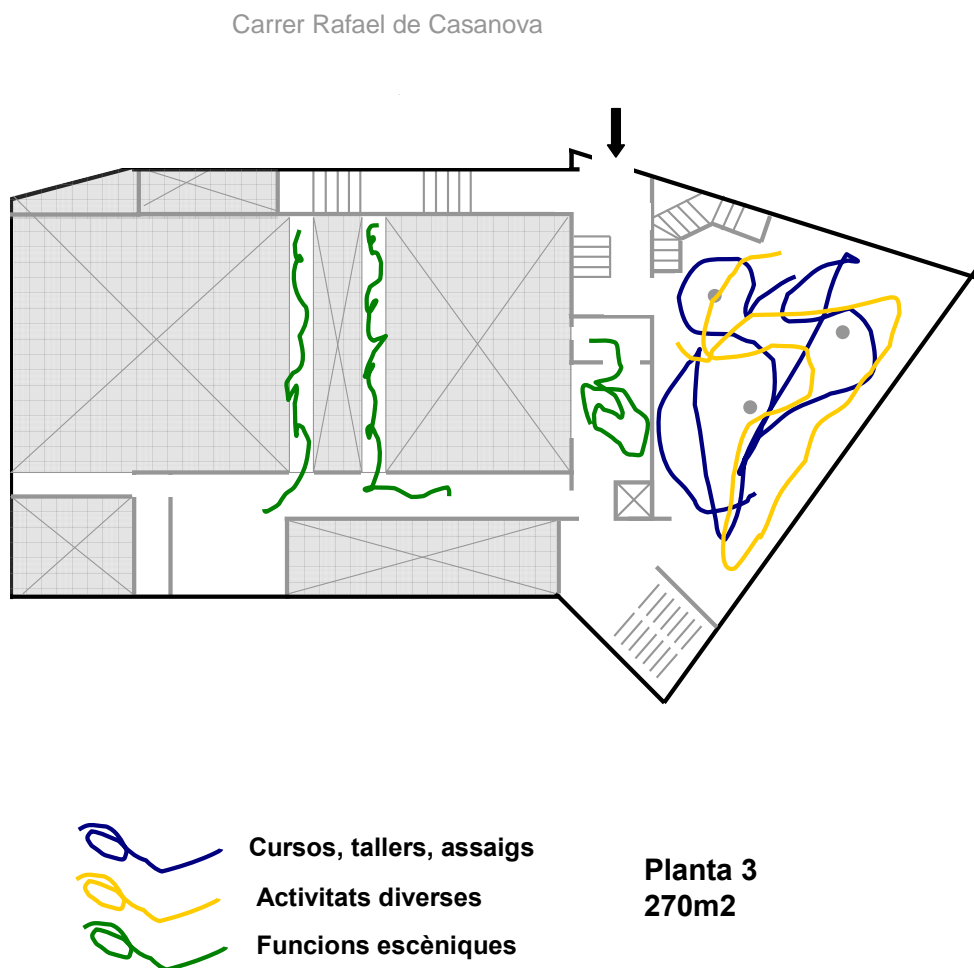 Carrer Rafael de Casanova
Cursos, tallers, assaigs
Activitats diverses
Funcions escèniques
Planta 3
270m2